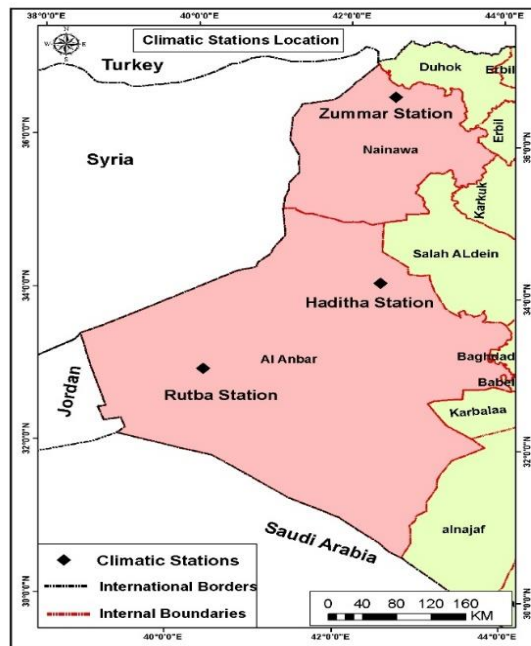 38°0'0"E 40°0'0"E 42°0'0"E 44°0'0"E
Climatic Stations Location
Turkey
Duhok
Erbil
Zummar Station
36°0'0"N
36°0'0"N
Erbil
Syria
Nainawa
Karkuk
Salah ALdein
34°0'0"N
34°0'0"N
Haditha Station
Al Anbar
Baghdad
Babel
Jordan
Rutba Station
Karbalaa
32°0'0"N
32°0'0"N
alnajaf
Saudi Arabia
Climatic Stations
International Borders
Internal Boundaries
30°0'0"N
30°0'0"N
0 40 80 120 160
KM
40°0'0"E 42°0'0"E 44°0'0"E